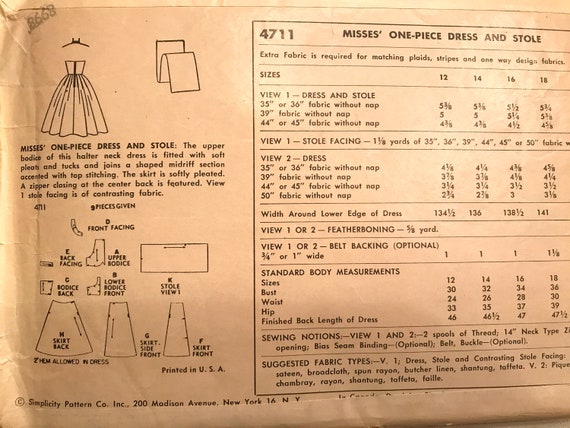 8668
MISSES' ONE-PIECE DRESS AND STOLE: The upper
bodice of this halter neck dress is fitted with soft
pleats and tucks and joins a shaped midriff section
accented with top stitching. The skirt is softly pleated.
A zipper closing at the center back is featured. View
1 stole facing is of contrasting fabric.
4711
9 PIECES GIVEN
D
FRONT FACING
E
BACK
FACING
A
UPPER
BODICE
G
BODICE
BACK
B
LOWER
BODICE
FRONT
K
STOLE
VIEW 1
H
SKIRT
BACK
G
SKIRT.
SIDE
FRONT
F
SKIRT
FRONT
2" HEM ALLOWED IN DRESS
Printed in U. S. A.
© Simplicity Pattern Co. Inc., 200 Madison Avenue, New York 16 N Y
4711 MISSES' ONE-PIECE DRESS AND STOLE
Extra Fabric is required for matching plaids, stripes and one way design fabrics.
SIZES 12 14 16 18
VIEW 1—DRESS AND STOLE
35" or 36" fabric without nap 5⅜ 5⅜ 5½ 5¾
39" fabric without nap 5 5 5¼ 5⅜
44" or 45" fabric without nap 4⅜ 4⅜ 4½ 4⅝
VIEW 1—STOLE FACING—1⅛ yards of 35", 36", 39", 44", 45" or 50" fabric
VIEW 2—DRESS
35" or 36" fabric without nap 4⅛ 4¼ 4⅜ 4⅝
39" fabric without nap 3⅞ 3⅞ 4⅛ 4¼
44" or 45" fabric without nap 3¼ 3¼ 3½ 3½
50" fabric without nap 2¾ 2⅞ 3 3⅛
Width Around Lower Edge of Dress 134½ 136 138½ 141
VIEW 1 OR 2—FEATHERBONING—⅝ yard.
VIEW 1 OR 2—BELT BACKING (OPTIONAL)
¾" or 1" wide 1 1 1 1⅛
STANDARD BODY MEASUREMENTS
Sizes 12 14 16 18
Bust 30 32 34 36
Waist 24 26 28 30
Hip 33 35 37 39
Finished Back Length of Dress 46 46½ 47 47½
SEWING NOTIONS:—VIEW 1 AND 2:—2 spools of Thread; 14" Neck Type
opening; Bias Seam Binding—(Optional); Belt, Buckle—(Optional).
SUGGESTED FABRIC TYPES:—V. 1; Dress, Stole and Contrasting Stole Facing:
sateen, broadcloth, spun rayon, butcher linen, shantung, taffeta. V. 2: Pique
chambray, rayon, shantung, taffeta, faille.